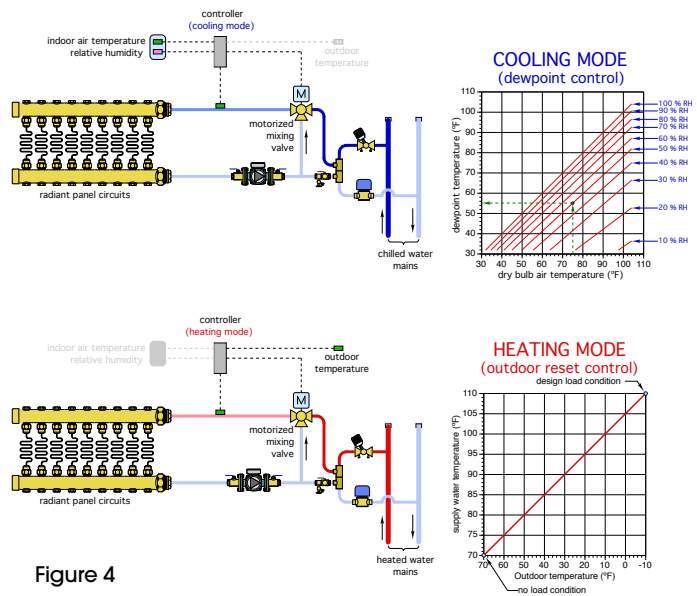 controller
(cooling mode)
indoor air temperature
relative humidity
outdoor
temperature
M
motorized
mixing
valve
radiant panel circuits
chilled water
mains
COOLING MODE
(dewpoint control)
dewpoint temperature (°F)
110
100
90
80
70
60
50
40
30
100 % RH
90 % RH
80 % RH
70 % RH
60 % RH
50 % RH
40 % RH
30 % RH
20 % RH
10 % RH
30 40 50 60 70 80 90 100 110
dry bulb air temperature (°F)
controller
(heating mode)
indoor air temperature
relative humidity
outdoor
temperature
M
motorized
mixing
valve
radiant panel circuits
heated water
mains
HEATING MODE
(outdoor reset control)
design load condition
supply water temperature (°F)
110
105
100
95
90
85
80
75
70
70 60 50 40 30 20 10 0 -10
Outdoor temperature (°F)
no load condition
Figure 4